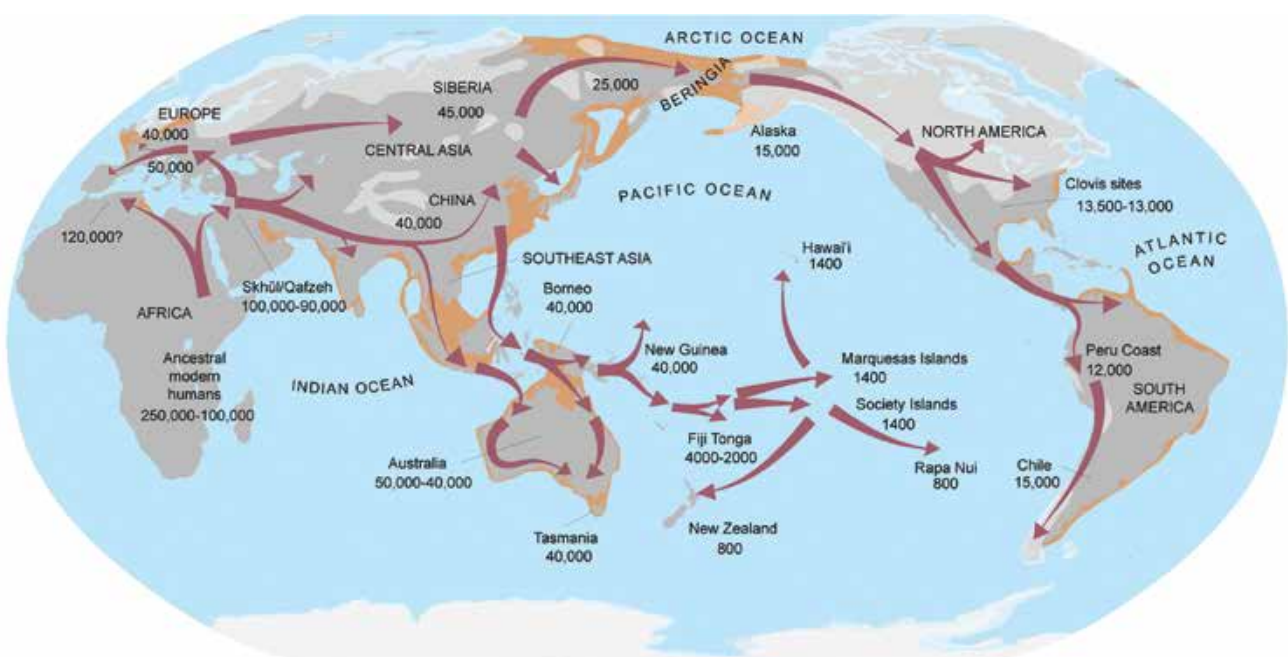 ARCTIC OCEAN
SIBERIA
45,000
25,000
BERINGIA
EUROPE
40,000
50,000
CENTRAL ASIA
Alaska
15,000
NORTH AMERICA
PACIFIC OCEAN
CHINA
40,000
Clovis sites
13,500-13,000
120,000?
ATLANTIC
OCEAN
Hawai'i
1400
SOUTHEAST ASIA
Skhūl/Qafzeh
100,000-90,000
Borneo
40,000
AFRICA
Ancestral
modern
humans
250,000-100,000
INDIAN OCEAN
New Guinea
40,000
Marquesas Islands
1400
Peru Coast
12,000
SOUTH
AMERICA
Society Islands
1400
Fiji Tonga
4000-2000
Australia
50,000-40,000
Rapa Nui
800
Chile
15,000
New Zealand
800
Tasmania
40,000